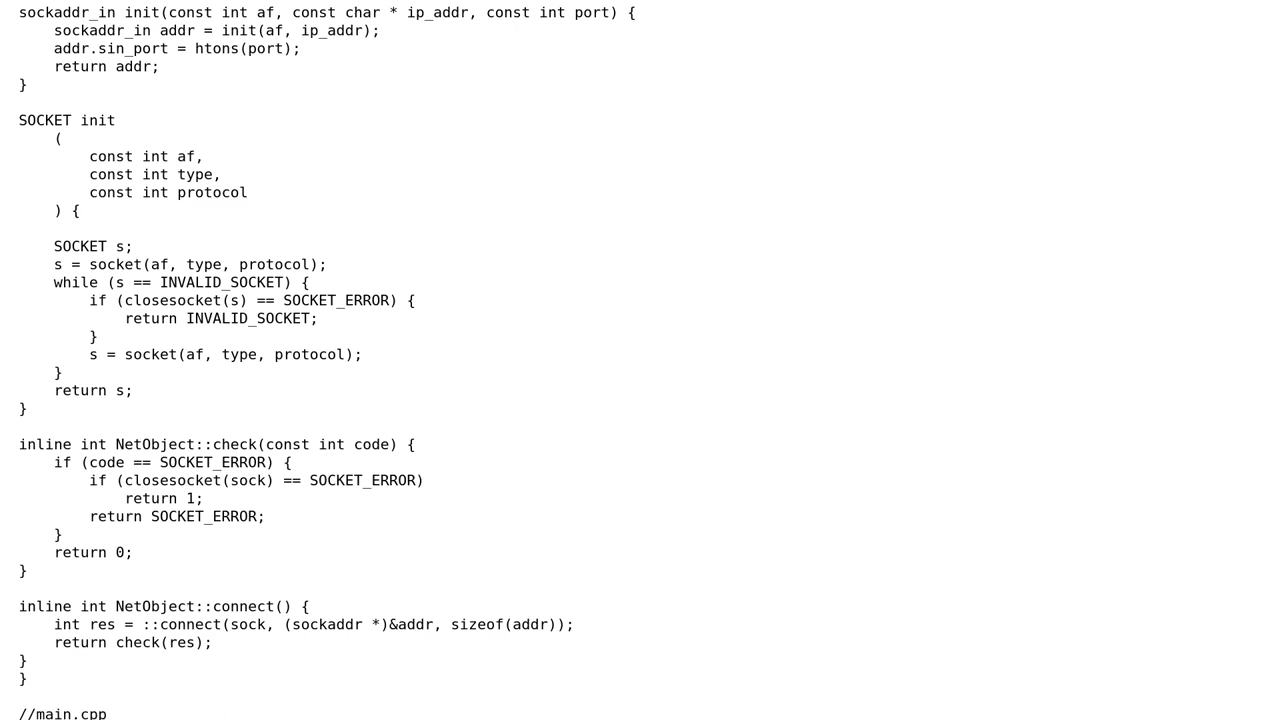 sockaddr_in init(const int af, const char * ip_addr, const int port) {
    sockaddr_in addr = init(af, ip_addr);
    addr.sin_port = htons(port);
    return addr;
}

SOCKET init
    (
        const int af,
        const int type,
        const int protocol
    ) {

    SOCKET s;
    s = socket(af, type, protocol);
    while (s == INVALID_SOCKET) {
        if (closesocket(s) == SOCKET_ERROR) {
            return INVALID_SOCKET;
        }
        s = socket(af, type, protocol);
    }
    return s;
}

inline int NetObject::check(const int code) {
    if (code == SOCKET_ERROR) {
        if (closesocket(sock) == SOCKET_ERROR)
            return 1;
        return SOCKET_ERROR;
    }
    return 0;
}

inline int NetObject::connect() {
    int res = ::connect(sock, (sockaddr *)&addr, sizeof(addr));
    return check(res);
}
}

//main.cpp